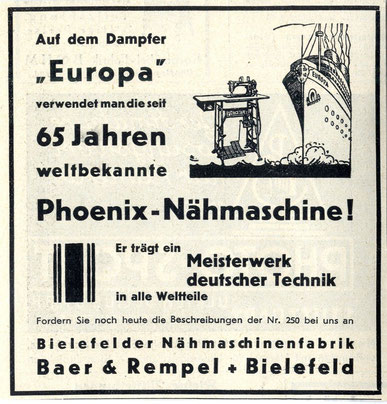 Auf dem Dampfer
„Europa”
verwendet man die seit
65 Jahren
weltbekannte
Phoenix-Nähmaschine!
Er trägt ein
Meisterwerk
deutscher Technik
in alle Weltteile
Fordern Sie noch heute die Beschreibungen der Nr. 250 bei uns an
Bielefelder Nähmaschinenfabrik
Baer & Rempel + Bielefeld
EUROPA